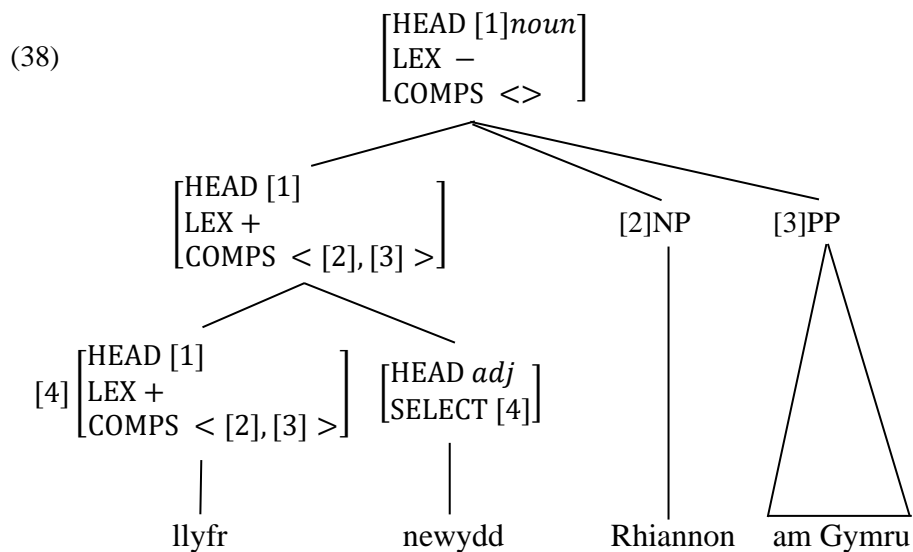 (38)
[HEAD [1]noun
LEX −
COMPS <>]
[HEAD [1]
LEX +
COMPS < [2], [3] >]
[2]NP
[3]PP
[4] [HEAD [1]
LEX +
COMPS < [2], [3] >]
[HEAD adj
SELECT [4]]
llyfr newydd Rhiannon am Gymru